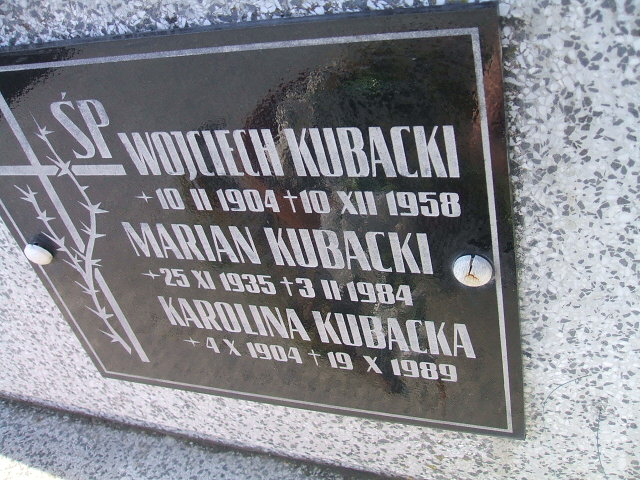 ŚP
WOJCIECH KUBACKI
+10 II 1904 +10 XII 1958
MARIAN KUBACKI
+25 XI 1935 +3 II 1984
KAROLINA KUBACKA
+4 X 1904 +19 X 1989